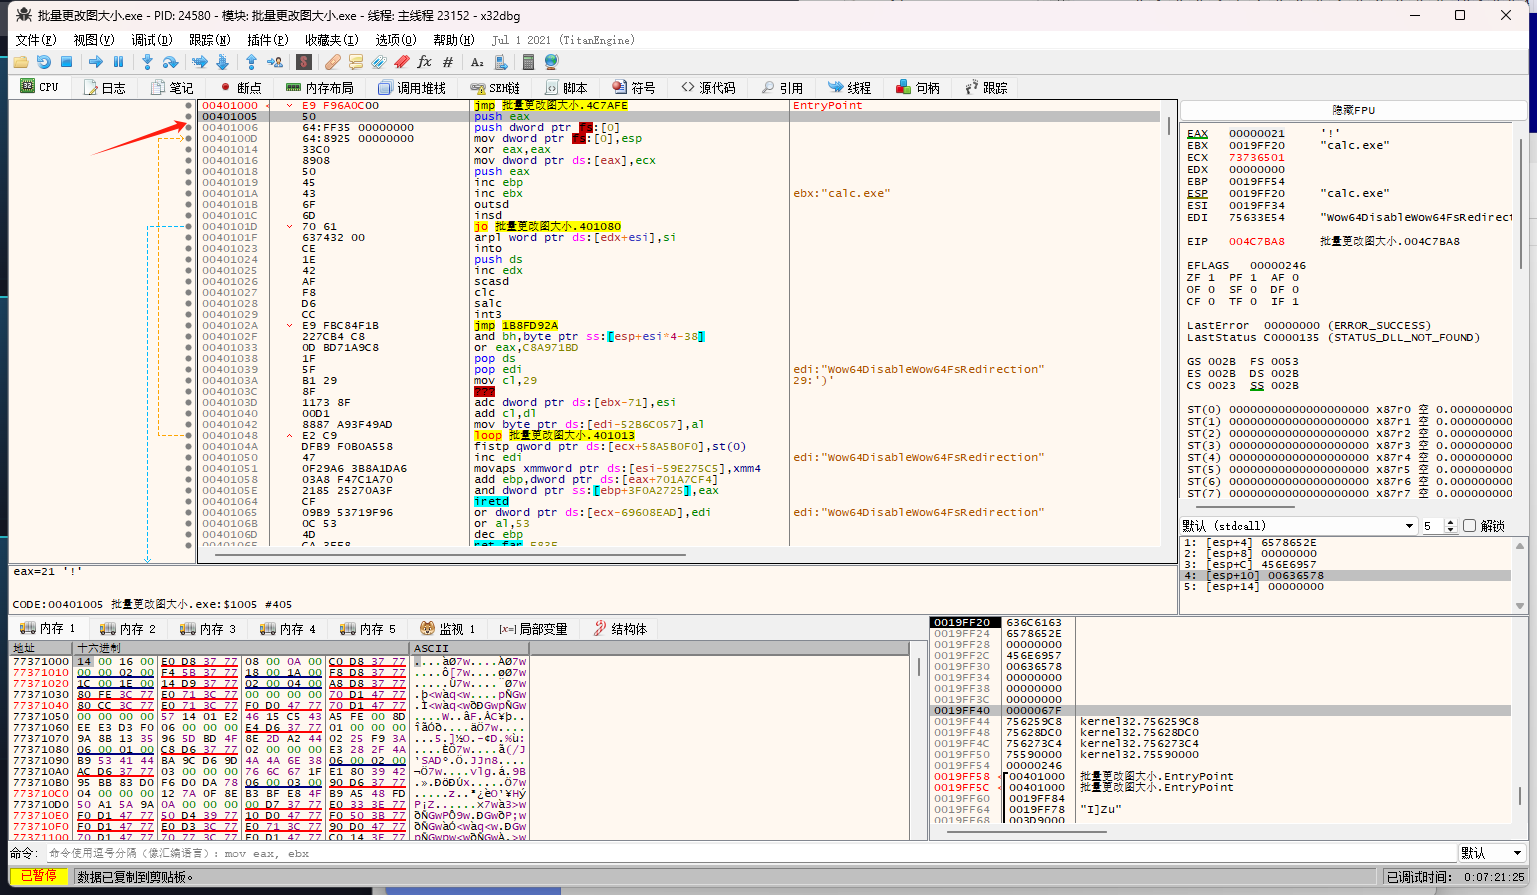 批量更改图大小.exe - PID: 24580 - 模块: 批量更改图大小.exe - 线程: 主线程 23152 - x32dbg
文件(F) 视图(V) 调试(D) 跟踪(N) 插件(P) 收藏夹(I) 选项(O) 帮助(H) Jul 1 2021 (TitanEngine)
CPU 日志 笔记 断点 内存布局 调用堆栈 SEH链 脚本 符号 源代码 引用 线程 句柄 跟踪
00401000 E9 F96A0C00 jmp 批量更改图大小.4C7AFE EntryPoint
00401005 50 push eax
00401006 64:FF35 00000000 push dword ptr fs:[0]
0040100D 64:8925 00000000 mov dword ptr fs:[0],esp
00401014 33C0 xor eax,eax
00401016 8908 mov dword ptr ds:[eax],ecx
00401018 50 push eax
00401019 45 inc ebp
0040101A 43 inc ebx ebx:"calc.exe"
0040101B 6F outsd
0040101C 6D insd
0040101D 70 61 jo 批量更改图大小.401080
0040101F 637432 00 arpl word ptr ds:[edx+esi],si
00401023 CE into
00401024 1E push ds
00401025 42 inc edx
00401026 AF scasd
00401027 F8 clc
00401028 D6 salc
00401029 CC int3
0040102A E9 FBC84F1B jmp 1B8FD92A
0040102F 227CB4 C8 and bh,byte ptr ss:[esp+esi*4-38]
00401033 0D BD71A9C8 or eax,C8A971BD
00401038 1F pop ds
00401039 5F pop edi edi:"Wow64DisableWow64FsRedirection"
0040103A B1 29 mov cl,29 29:')'
0040103C 8F ???
0040103D 1173 8F adc dword ptr ds:[ebx-71],esi
00401040 00D1 add cl,dl
00401042 8887 A93F49AD mov byte ptr ds:[edi-52B6C057],al
00401048 E2 C9 loop 批量更改图大小.401013
0040104A DFB9 F0B0A558 fistp qword ptr ds:[ecx+58A5B0F0],st(0)
00401050 47 inc edi edi:"Wow64DisableWow64FsRedirection"
00401051 0F29A6 3B8A1DA6 movaps xmmword ptr ds:[esi-59E275C5],xmm4
00401058 03A8 F47C1A70 add ebp,dword ptr ds:[eax+701A7CF4]
0040105E 2185 25270A3F and dword ptr ss:[ebp+3F0A2725],eax
00401064 CF iretd
00401065 09B9 53719F96 or dword ptr ds:[ecx-69608EAD],edi edi:"Wow64DisableWow64FsRedirection"
0040106B 0C 53 or al,53
0040106D 4D dec ebp
eax=21 '!'
CODE:00401005 批量更改图大小.exe:$1005 #405
隐藏FPU
EAX 00000021 '!'
EBX 0019FF20 "calc.exe"
ECX 73736501
EDX 00000000
EBP 0019FF54
ESP 0019FF20 "calc.exe"
ESI 0019FF34
EDI 75633E54 "Wow64DisableWow64FsRedirect
EIP 004C7BA8 批量更改图大小.004C7BA8
EFLAGS 00000246
ZF 1 PF 1 AF 0
OF 0 SF 0 DF 0
CF 0 TF 0 IF 1
LastError 00000000 (ERROR_SUCCESS)
LastStatus C0000135 (STATUS_DLL_NOT_FOUND)
GS 002B FS 0053
ES 002B DS 002B
CS 0023 SS 002B
ST(0) 00000000000000000000 x87r0 空 0.000000000
ST(1) 00000000000000000000 x87r1 空 0.000000000
ST(2) 00000000000000000000 x87r2 空 0.000000000
ST(3) 00000000000000000000 x87r3 空 0.000000000
ST(4) 00000000000000000000 x87r4 空 0.000000000
ST(5) 00000000000000000000 x87r5 空 0.000000000
ST(6) 00000000000000000000 x87r6 空 0.000000000
ST(7) 00000000000000000000 x87r7 空 0.000000000
默认 (stdcall) 5 解锁
1: [esp+4] 6578652E
2: [esp+8] 00000000
3: [esp+C] 456E6957
4: [esp+10] 00636578
5: [esp+14] 00000000
内存 1 内存 2 内存 3 内存 4 内存 5 监视 1 [x=] 局部变量 结构体
地址 十六进制 ASCII
77371000 14 00 16 00 E0 D8 37 77 08 00 0A 00 C0 D8 37 77
77371010 00 00 02 00 F4 5B 37 77 18 00 1A 00 F8 D8 37 77
77371020 1C 00 1E 00 14 D9 37 77 02 00 04 00 A8 D8 37 77
77371030 80 FE 3C 77 E0 71 3C 77 00 00 00 00 70 D1 47 77
77371040 80 CC 3C 77 E0 71 3C 77 F0 D0 47 77 70 D1 47 77
77371050 00 00 00 00 57 14 01 E2 46 15 C5 43 A5 FE 00 8D
77371060 EE E3 D3 F0 06 00 00 00 E4 D6 37 77 01 00 00 00
77371070 9A 8B 13 35 96 5D BD 4F 8E 2D A2 44 02 25 F9 3A
77371080 06 00 01 00 C8 D6 37 77 02 00 00 00 E3 28 2F 4A
77371090 B9 53 41 44 BA 9C D6 9D 4A 4A 6E 38 06 00 02 00
773710A0 AC D6 37 77 03 00 00 00 76 6C 67 1F E1 80 39 42
773710B0 95 BB 83 D0 F6 D0 DA 78 06 00 03 00 90 D6 37 77
773710C0 04 00 00 00 12 7A 0F 8E B3 BF E8 4F B9 A5 48 FD
773710D0 50 A1 5A 9A 0A 00 00 00 00 D7 37 77 E0 33 3E 77
773710E0 F0 D1 47 77 50 D4 39 77 10 D0 47 77 F0 50 3B 77
773710F0 F0 D1 47 77 E0 D3 3C 77 E0 71 3C 77 90 D0 47 77
77371100 70 D1 47 77 70 77 3C 77 F0 D1 47 77 C0 14 3F 77
0019FF20 636C6163
0019FF24 6578652E
0019FF28 00000000
0019FF2C 456E6957
0019FF30 00636578
0019FF34 00000000
0019FF38 00000000
0019FF3C 00000000
0019FF40 0000067F
0019FF44 756259C8 kernel32.756259C8
0019FF48 75628DC0 kernel32.75628DC0
0019FF4C 756273C4 kernel32.756273C4
0019FF50 75590000 kernel32.75590000
0019FF54 00000246
0019FF58 00401000 批量更改图大小.EntryPoint
0019FF5C 00401000 批量更改图大小.EntryPoint
0019FF60 0019FF84
0019FF64 0019FF78 "I]Zu"
0019FF68 003D9000
命令: 命令使用逗号分隔（像汇编语言）: mov eax, ebx 默认
已暂停 数据已复制到剪贴板。 已调试时间: 0:07:21:25